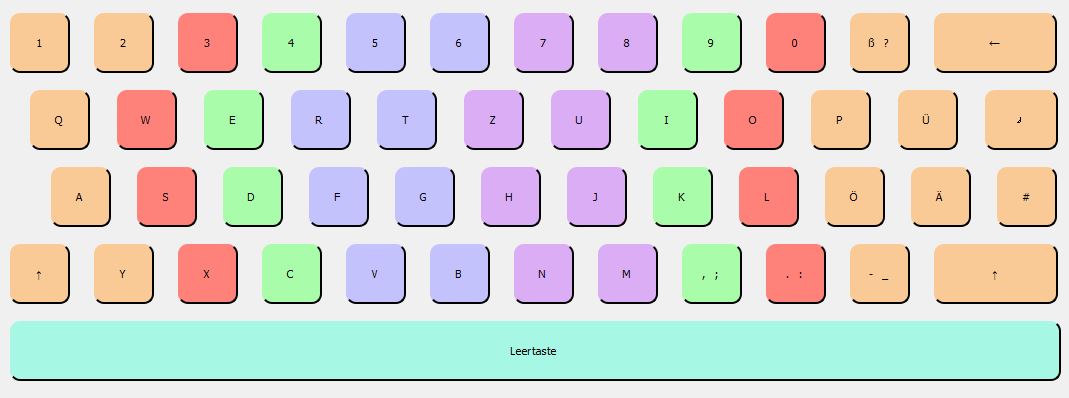 1 2 3 4 5 6 7 8 9 0 ß ? ←
Q W E R T Z U I O P Ü ↲
A S D F G H J K L Ö Ä #
↑ Y X C V B N M , ; . : - _ ↑
Leertaste